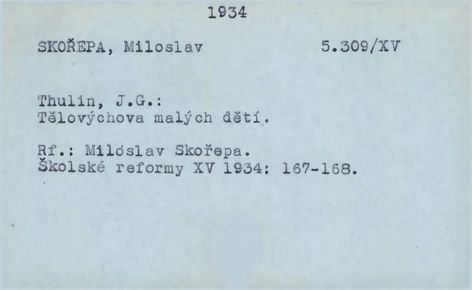 1934
SKOŘEPA, Miloslav 5.309/XV
Thulin, J.G.:
Tělovýchova malých dětí.
Rf.: Miloslav Skořepa.
Školské reformy XV 1934: 167-168.